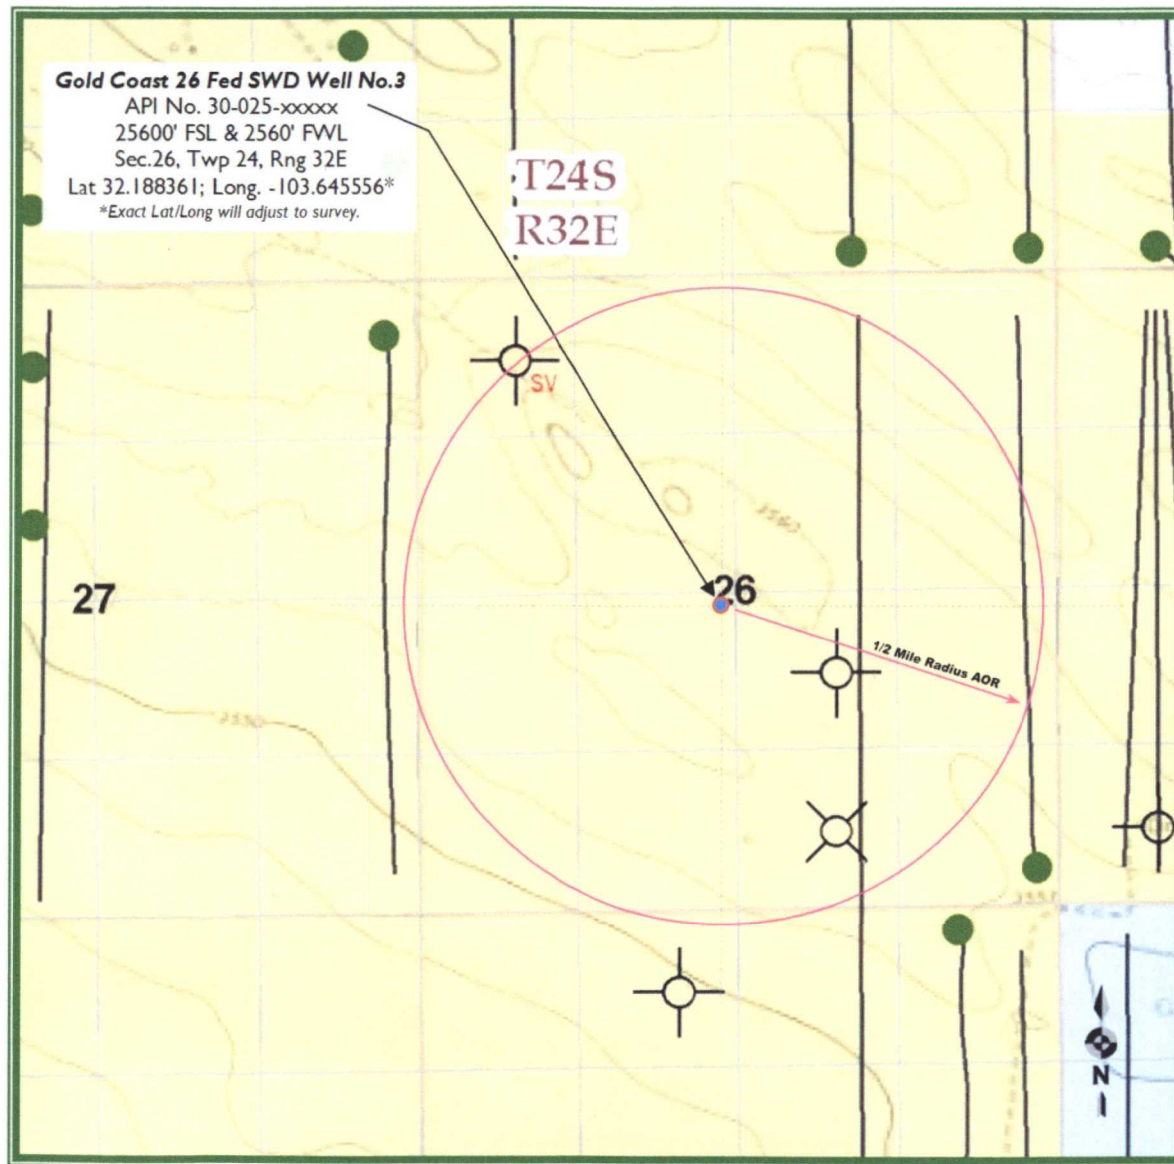 Gold Coast 26 Fed SWD Well No.3
API No. 30-025-xxxxx
25600' FSL & 2560' FWL
Sec.26, Twp 24, Rng 32E
Lat 32.188361; Long. -103.645556*
*Exact Lat/Long will adjust to survey.
T24S
R32E
SV
3560
26
27
1/2 Mile Radius AOR
N